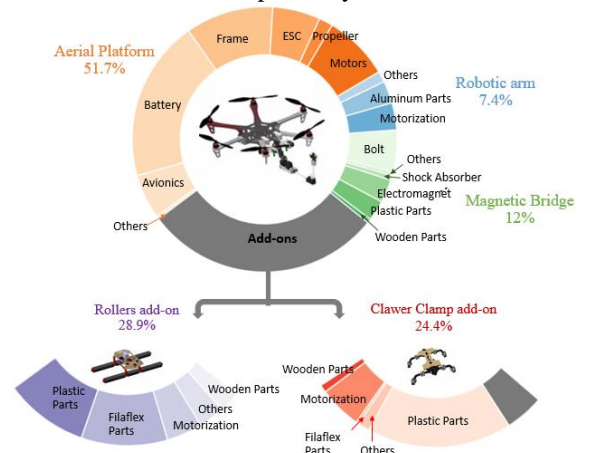 Frame
ESC
Propeller
Motors
Aerial Platform
51.7%
Others
Robotic arm
7.4%
Aluminum Parts
Motorization
Battery
Bolt
Others
Shock Absorber
Electromagnet
Avionics
Plastic Parts
Magnetic Bridge
12%
Others
Wooden Parts
Add-ons
Rollers add-on
28.9%
Clawer Clamp add-on
24.4%
Plastic
Parts
Filaflex
Parts
Wooden Parts
Others
Motorization
Wooden Parts
Motorization
Plastic Parts
Filaflex
Parts
Others